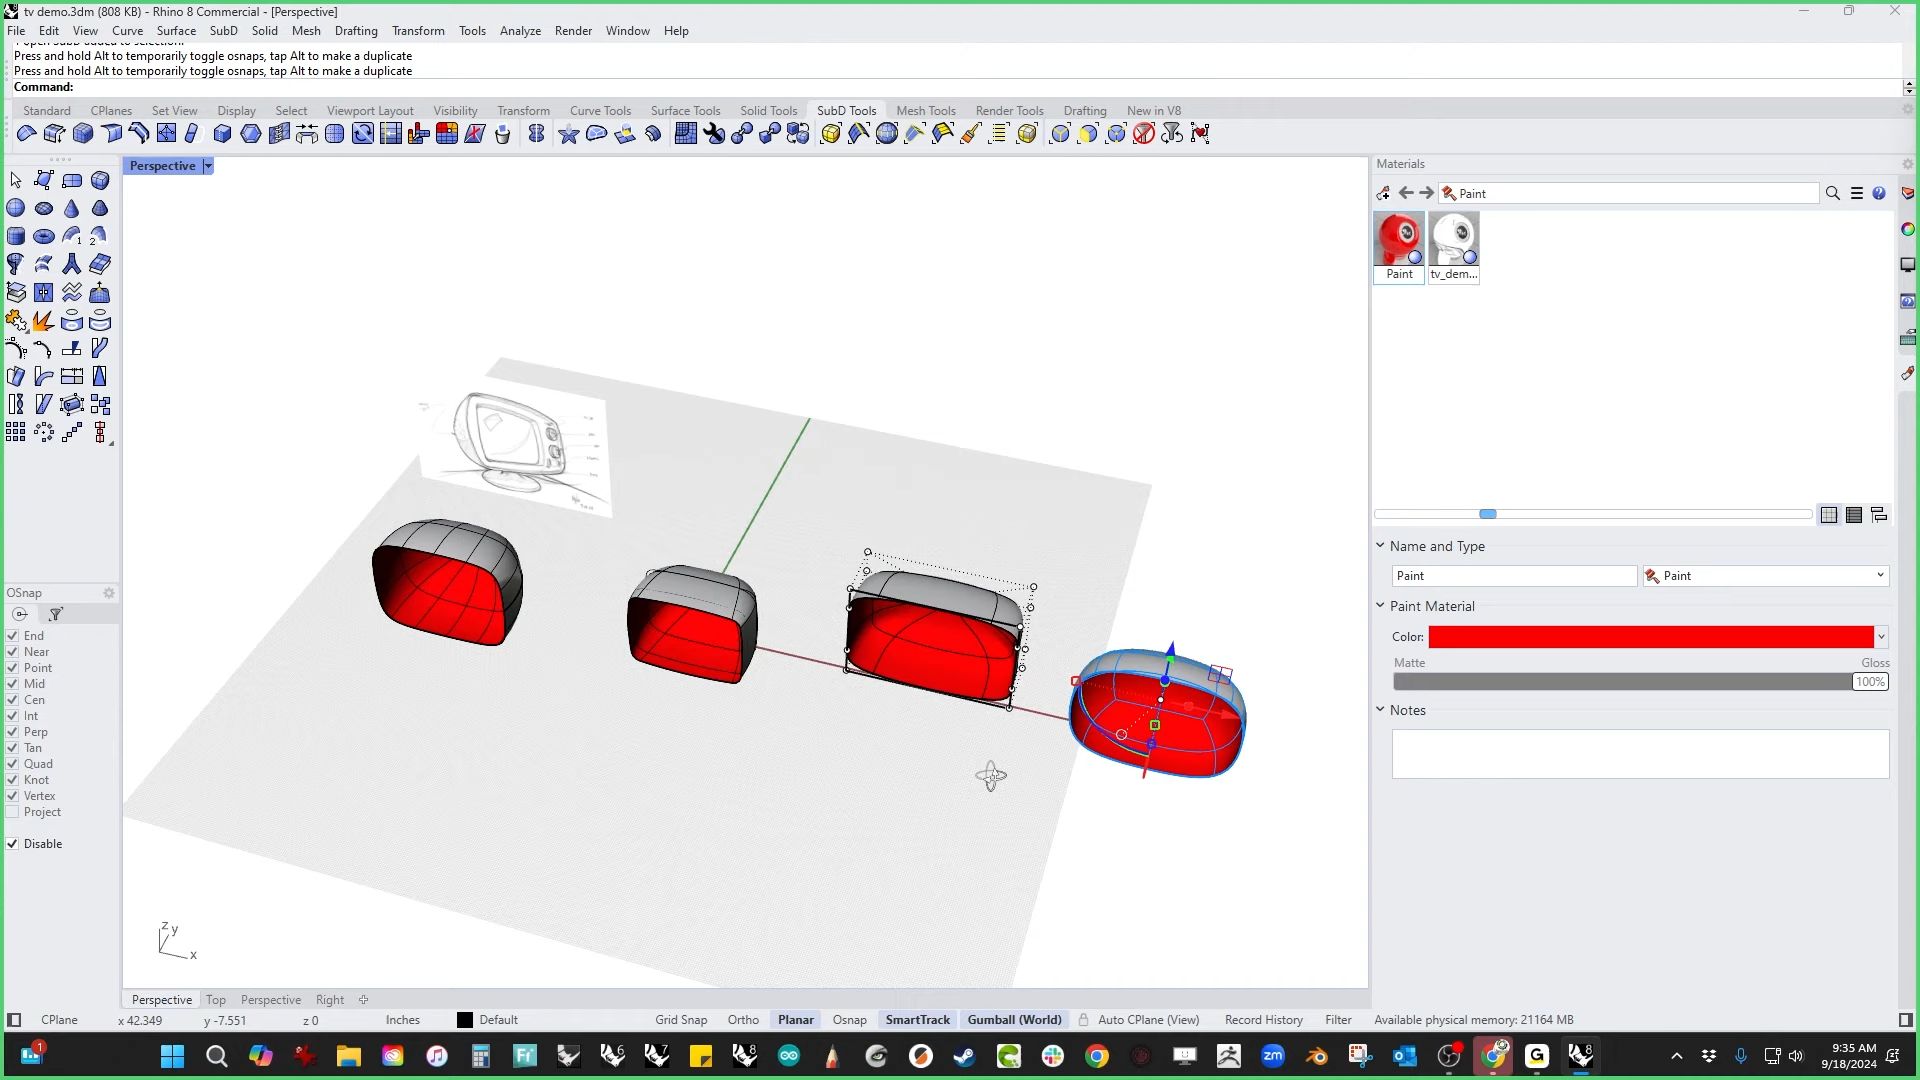 tv demo.3dm (808 KB) - Rhino 8 Commercial - [Perspective]
File Edit View Curve Surface SubD Solid Mesh Drafting Transform Tools Analyze Render Window Help
Press and hold Alt to temporarily toggle osnaps, tap Alt to make a duplicate
Press and hold Alt to temporarily toggle osnaps, tap Alt to make a duplicate
Command:
Standard CPlanes Set View Display Select Viewport Layout Visibility Transform Curve Tools Surface Tools Solid Tools SubD Tools Mesh Tools Render Tools Drafting New in V8
Perspective
Materials
Paint
Paint tv_dem...
Name and Type
Paint Paint
Paint Material
Color:
Matte Gloss
100%
Notes
OSnap
End
Near
Point
Mid
Cen
Int
Perp
Tan
Quad
Knot
Vertex
Project
Disable
z y
x
Perspective Top Perspective Right
CPlane x 42.349 y -7.551 z 0 Inches Default Grid Snap Ortho Planar Osnap SmartTrack Gumball (World) Auto CPlane (View) Record History Filter Available physical memory: 21164 MB
9:35 AM
9/18/2024